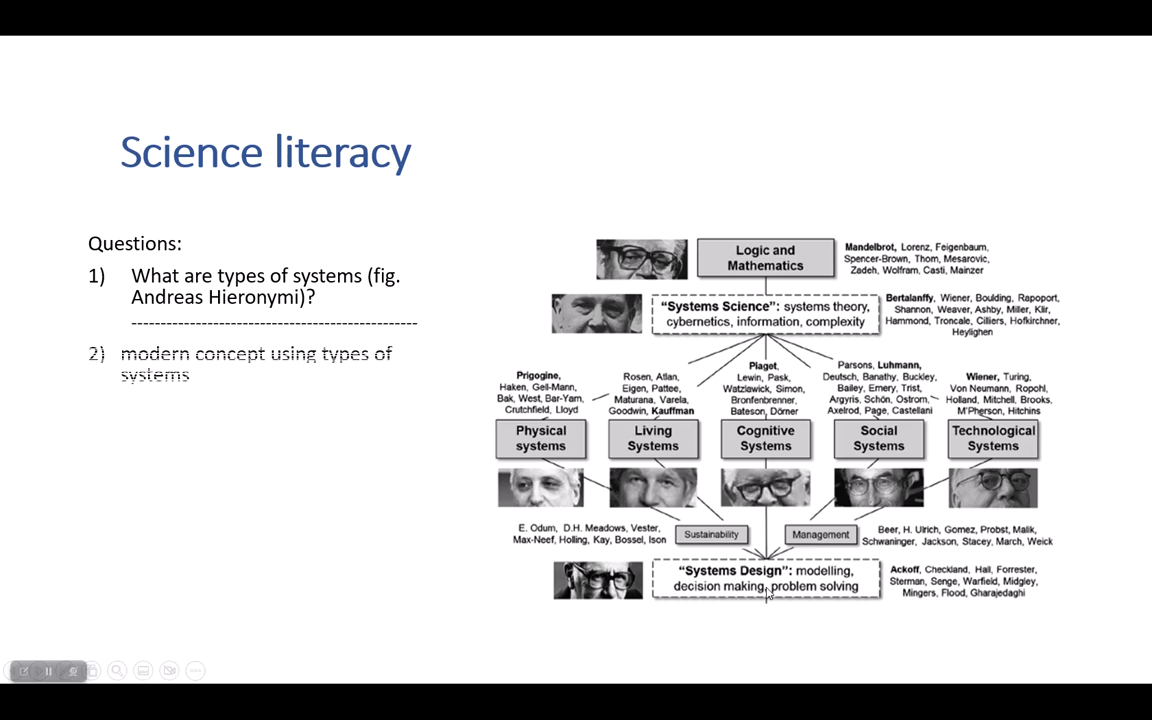 Science literacy
Questions:
1) What are types of systems (fig.
Andreas Hieronymi)?
-------------------------------------------------
2) modern concept using types of
systems
Logic and
Mathematics
Mandelbrot, Lorenz, Feigenbaum,
Spencer-Brown, Thom, Mesarovic,
Zadeh, Wolfram, Casti, Mainzer
"Systems Science": systems theory,
cybernetics, information, complexity
Bertalanffy, Wiener, Boulding, Rapoport,
Shannon, Weaver, Ashby, Miller, Klir,
Hammond, Troncale, Cilliers, Hofkirchner,
Heylighen
Prigogine,
Haken, Gell-Mann,
Bak, West, Bar-Yam,
Crutchfield, Lloyd
Rosen, Atlan,
Eigen, Pattee,
Maturana, Varela,
Goodwin, Kauffman
Piaget,
Lewin, Pask,
Watzlawick, Simon,
Bronfenbrenner,
Bateson, Dörner
Parsons, Luhmann,
Deutsch, Banathy, Buckley,
Bailey, Emery, Trist,
Argyris, Schön, Ostrom,
Axelrod, Page, Castellani
Wiener, Turing,
Von Neumann, Ropohl,
Holland, Mitchell, Brooks,
M'Pherson, Hitchins
Physical
systems
Living
Systems
Cognitive
Systems
Social
Systems
Technological
Systems
E. Odum, D.H. Meadows, Vester,
Max-Neef, Holling, Kay, Bossel, Ison
Sustainability
Management
Beer, H. Ulrich, Gomez, Probst, Malik,
Schwaninger, Jackson, Stacey, March, Weick
"Systems Design": modelling,
decision making, problem solving
Ackoff, Checkland, Hall, Forrester,
Sterman, Senge, Warfield, Midgley,
Mingers, Flood, Gharajedaghi